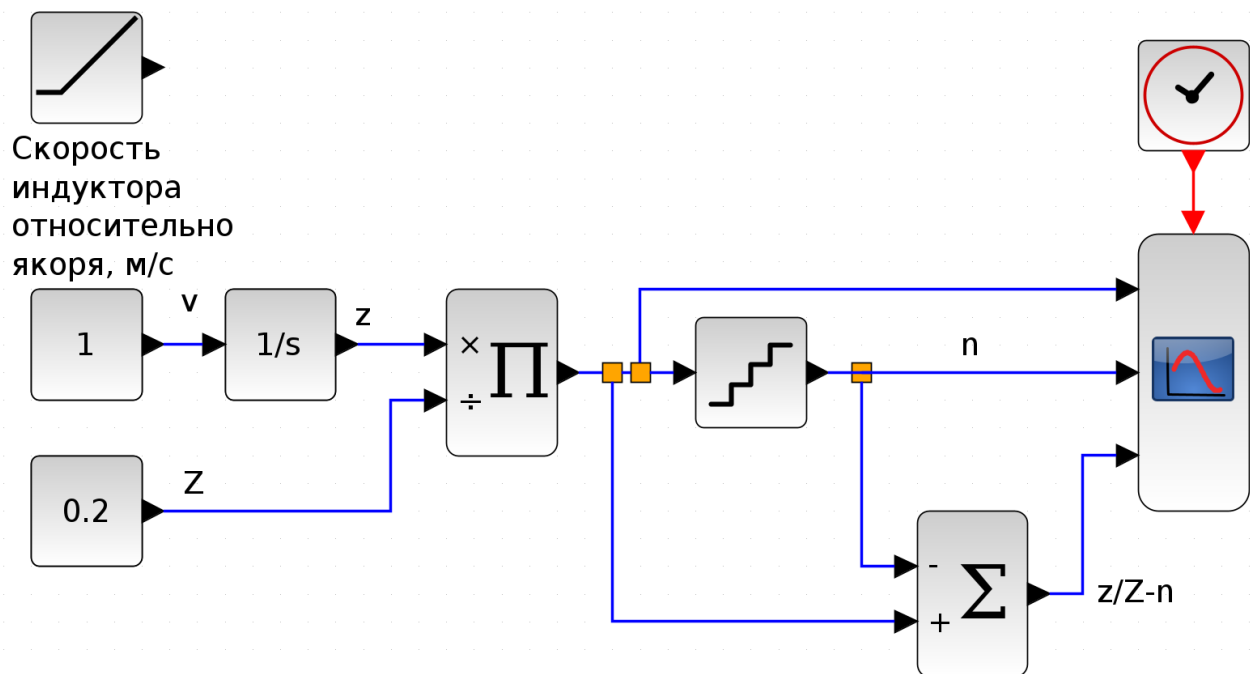 Скорость
индуктора
относительно
якоря, м/с
v
z
1
1/s
×
÷
∏
n
0.2
Z
-
+
Σ
z/Z-n